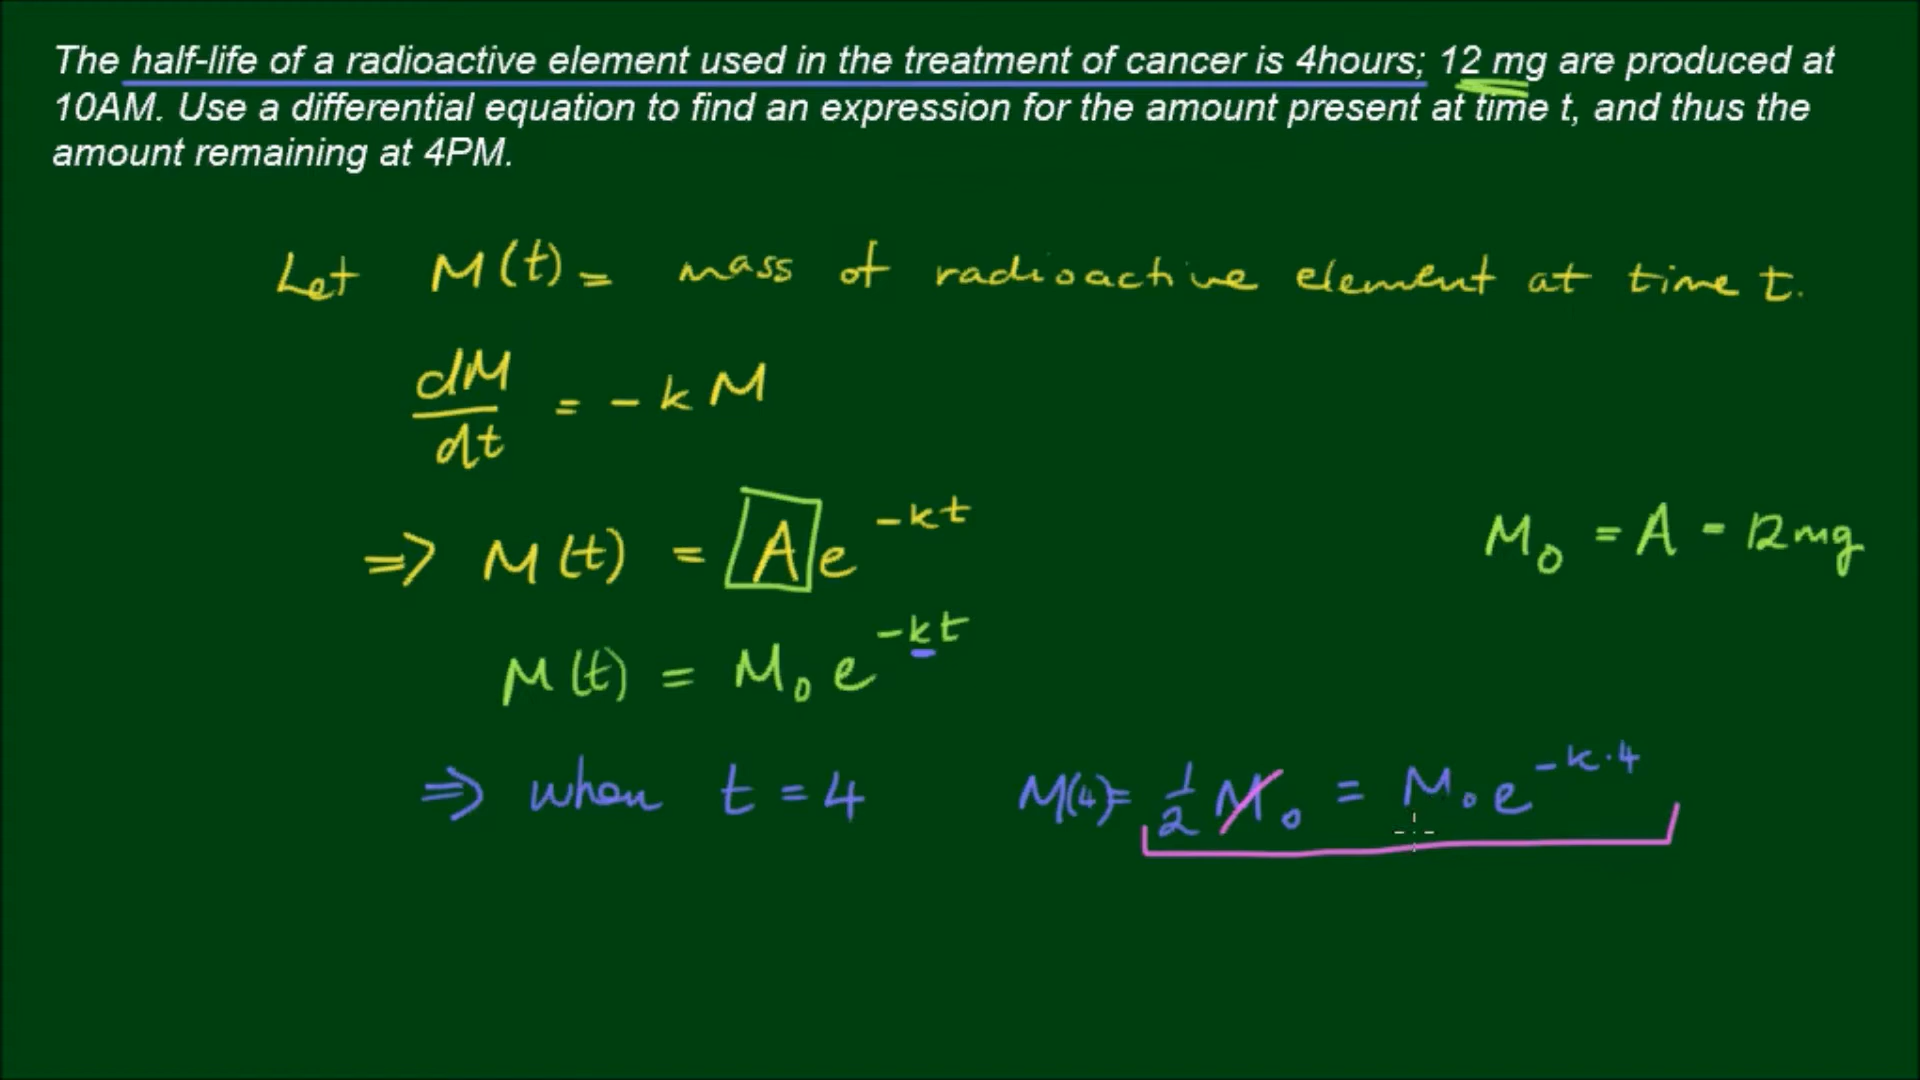 The half-life of a radioactive element used in the treatment of cancer is 4hours; 12 mg are produced at
10AM. Use a differential equation to find an expression for the amount present at time t, and thus the
amount remaining at 4PM.
Let M(t) = mass of radioactive element at time t.
dM/dt = -kM
⇒ M(t) = Ae^{-kt}
M₀ = A = 12mg
M(t) = M₀e^{-kt}
⇒ when t = 4 M(4) = ½ M₀ = M₀e^{-k·4}